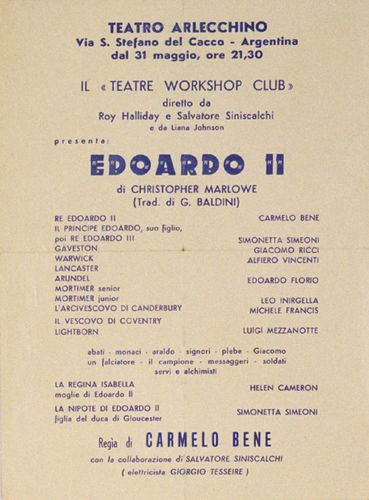 TEATRO ARLECCHINO
Via S. Stefano del Cacco - Argentina
dal 31 maggio, ore 21,30
IL « TEATRE WORKSHOP CLUB»
diretto da
Roy Halliday e Salvatore Siniscalchi
e da Liana Johnson
presenta:
EDOARDO II
di CHRISTOPHER MARLOWE
(Trad. di G. BALDINI)
RE EDOARDO II CARMELO BENE
IL PRINCIPE EDOARDO, suo figlio,
poi RE EDOARDO III SIMONETTA SIMEONI
GAVESTON GIACOMO RICCI
WARWICK ALFIERO VINCENTI
LANCASTER
ARUNDEL EDOARDO FLORIO
MORTIMER senior
MORTIMER junior LEO INIRGELLA
L'ARCIVESCOVO DI CANDERBURY MICHELE FRANCIS
IL VESCOVO DI COVENTRY
LIGHTBORN LUIGI MEZZANOTTE
abati - monaci - araldo - signori - plebe - Giacomo
un falciatore - il campione - messaggeri - soldati
servi e alchimisti
LA REGINA ISABELLA HELEN CAMERON
moglie di Edoardo II
LA NIPOTE DI EDOARDO II SIMONETTA SIMEONI
figlia del duca di Gloucester
Regia di CARMELO BENE
con la collaborazione di SALVATORE SINISCALCHI
( elettricista GIORGIO TESSEIRE )